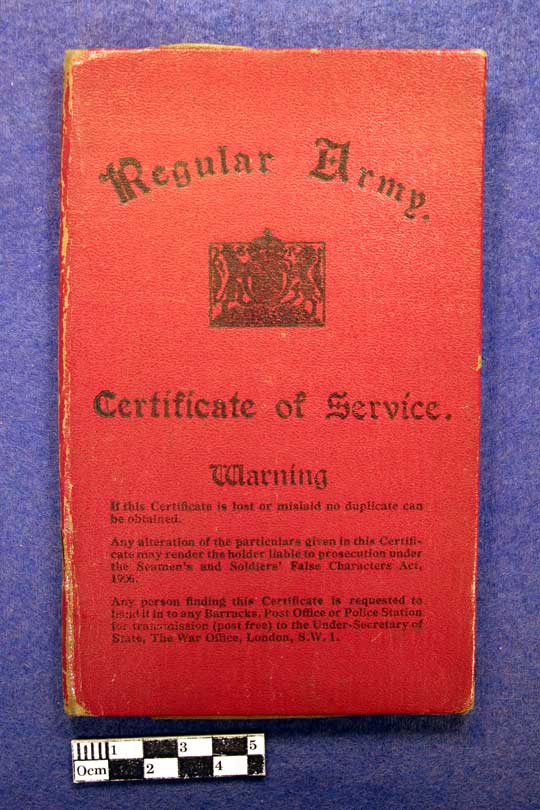 Regular Army.
Certificate of Service.
Warning
If this Certificate is lost or mislaid no duplicate can
be obtained.
Any alteration of the particulars given in this Certifi-
cate may render the holder liable to prosecution under
the Seamen's and Soldiers' False Characters Act,
1906.
Any person finding this Certificate is requested to
hand it in to any Barracks, Post Office or Police Station
for transmission (post free) to the Under-Secretary of
State, The War Office, London, S.W. 1.
1 3 5
0cm 2 4